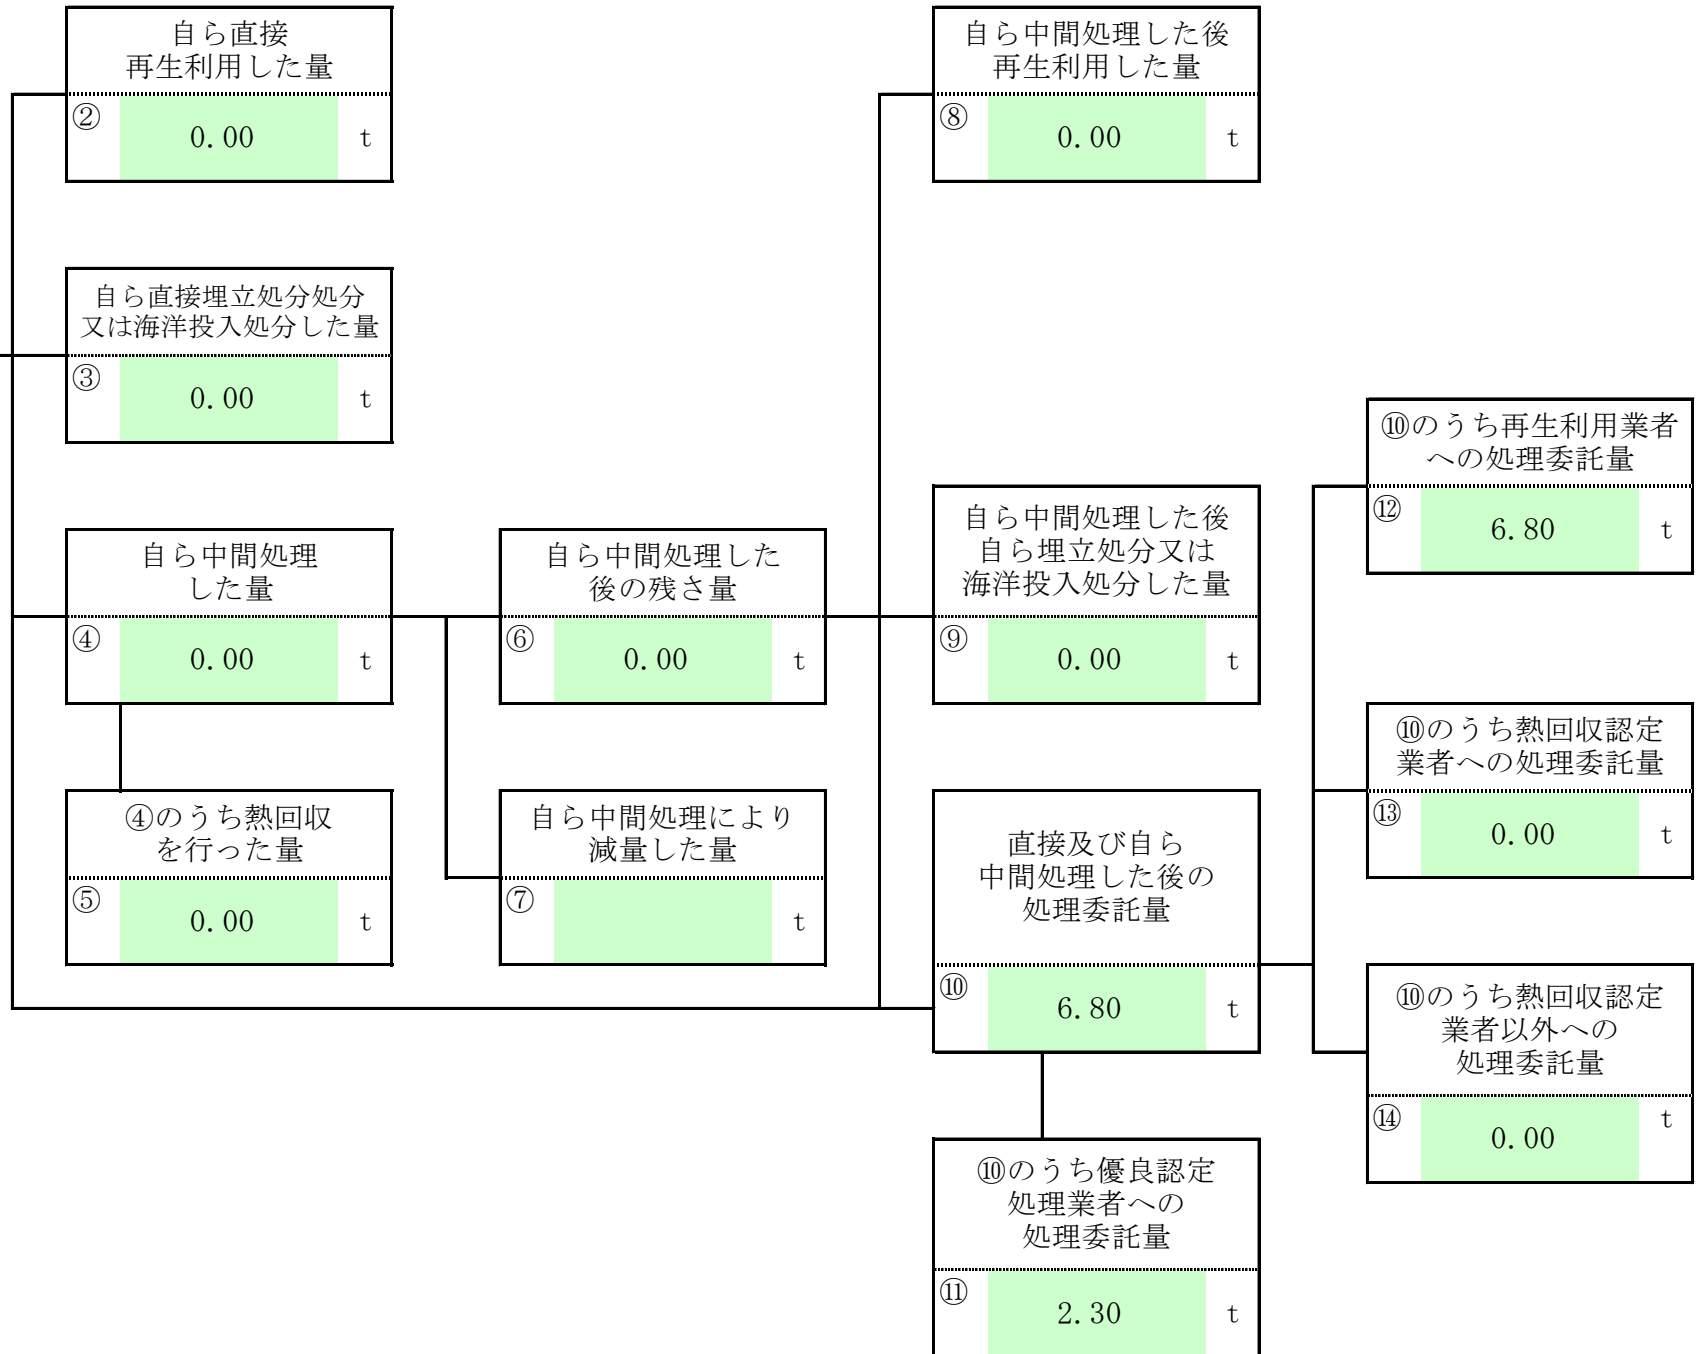 自ら直接
再生利用した量
② 0.00 t
自ら直接埋立処分処分
又は海洋投入処分した量
③ 0.00 t
自ら中間処理
した量
④ 0.00 t
④のうち熱回収
を行った量
⑤ 0.00 t
自ら中間処理した
後の残さ量
⑥ 0.00 t
自ら中間処理により
減量した量
⑦ t
自ら中間処理した後
再生利用した量
⑧ 0.00 t
自ら中間処理した後
自ら埋立処分又は
海洋投入処分した量
⑨ 0.00 t
直接及び自ら
中間処理した後の
処理委託量
⑩ 6.80 t
⑩のうち優良認定
処理業者への
処理委託量
⑪ 2.30 t
⑩のうち再生利用業者
への処理委託量
⑫ 6.80 t
⑩のうち熱回収認定
業者への処理委託量
⑬ 0.00 t
⑩のうち熱回収認定
業者以外への
処理委託量
⑭ 0.00 t